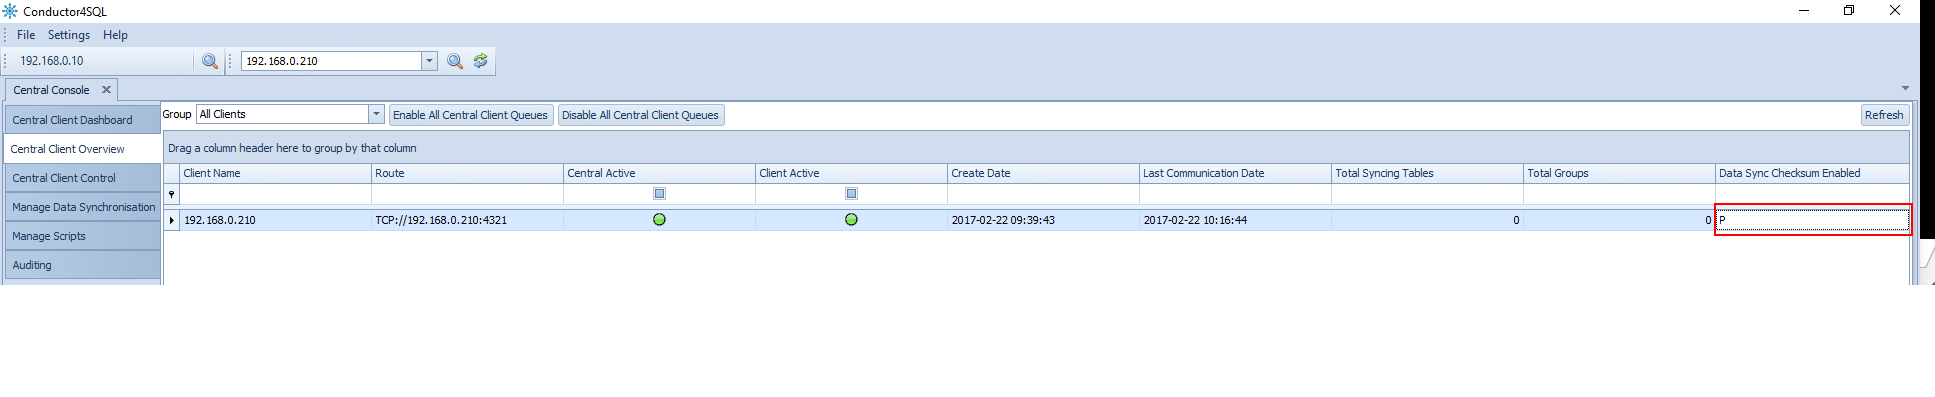 Conductor4SQL
File Settings Help
192.168.0.10 192.168.0.210
Central Console
Central Client Dashboard
Central Client Overview
Central Client Control
Manage Data Synchronisation
Manage Scripts
Auditing
Group All Clients Enable All Central Client Queues Disable All Central Client Queues Refresh
Drag a column header here to group by that column
Client Name Route Central Active Client Active Create Date Last Communication Date Total Syncing Tables Total Groups Data Sync Checksum Enabled
192.168.0.210 TCP://192.168.0.210:4321 2017-02-22 09:39:43 2017-02-22 10:16:44 0 0 P